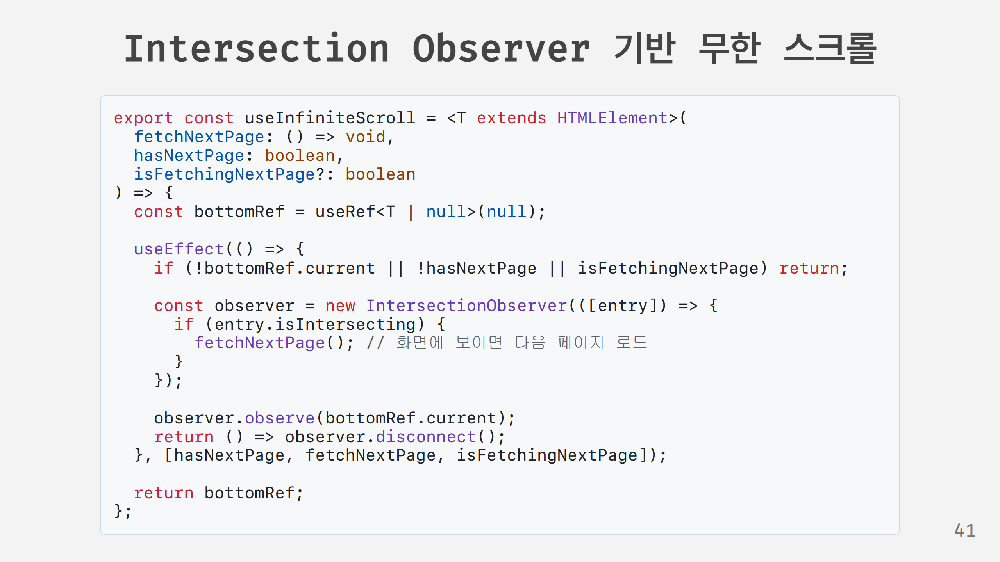 Intersection Observer 기반 무한 스크롤
export const useInfiniteScroll = <T extends HTMLElement>(
  fetchNextPage: () => void,
  hasNextPage: boolean,
  isFetchingNextPage?: boolean
) => {
  const bottomRef = useRef<T | null>(null);
  useEffect(() => {
    if (!bottomRef.current || !hasNextPage || isFetchingNextPage) return;
    const observer = new IntersectionObserver(([entry]) => {
      if (entry.isIntersecting) {
        fetchNextPage(); // 화면에 보이면 다음 페이지 로드
      }
    });
    observer.observe(bottomRef.current);
    return () => observer.disconnect();
  }, [hasNextPage, fetchNextPage, isFetchingNextPage]);
  return bottomRef;
};
41